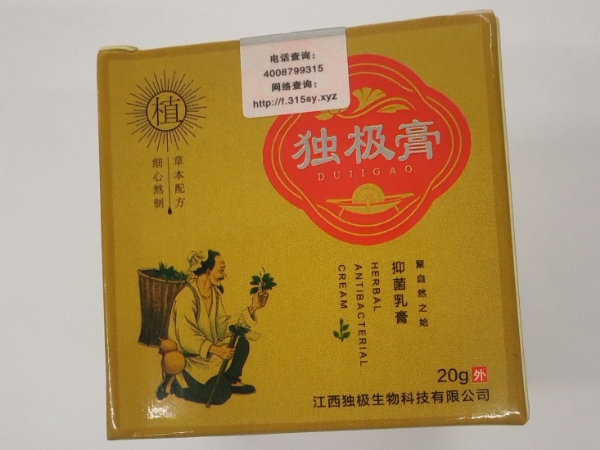 电话查询：
4008799315
网络查询：
http://f.315sy.xyz
植
草本配方
细心熬制
独极膏
DUJIGAO
聚自然之始
抑菌乳膏
HERBAL
ANTIBACTERIAL
CREAM
20g 外
江西独极生物科技有限公司